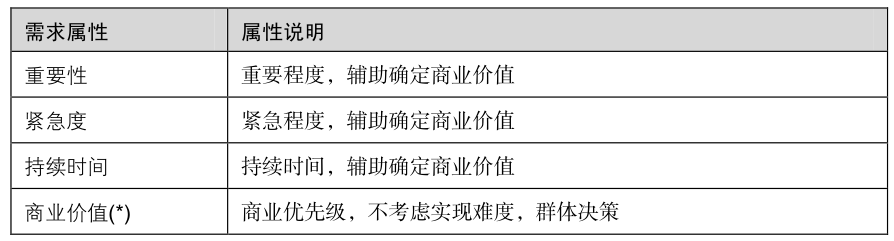 需求属性 属性说明
重要性 重要程度，辅助确定商业价值
紧急度 紧急程度，辅助确定商业价值
持续时间 持续时间，辅助确定商业价值
商业价值(*) 商业优先级，不考虑实现难度，群体决策